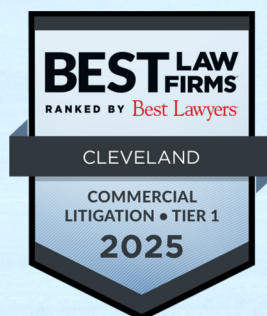 BEST LAW
FIRMS
RANKED BY Best Lawyers
CLEVELAND
COMMERCIAL
LITIGATION • TIER 1
2025